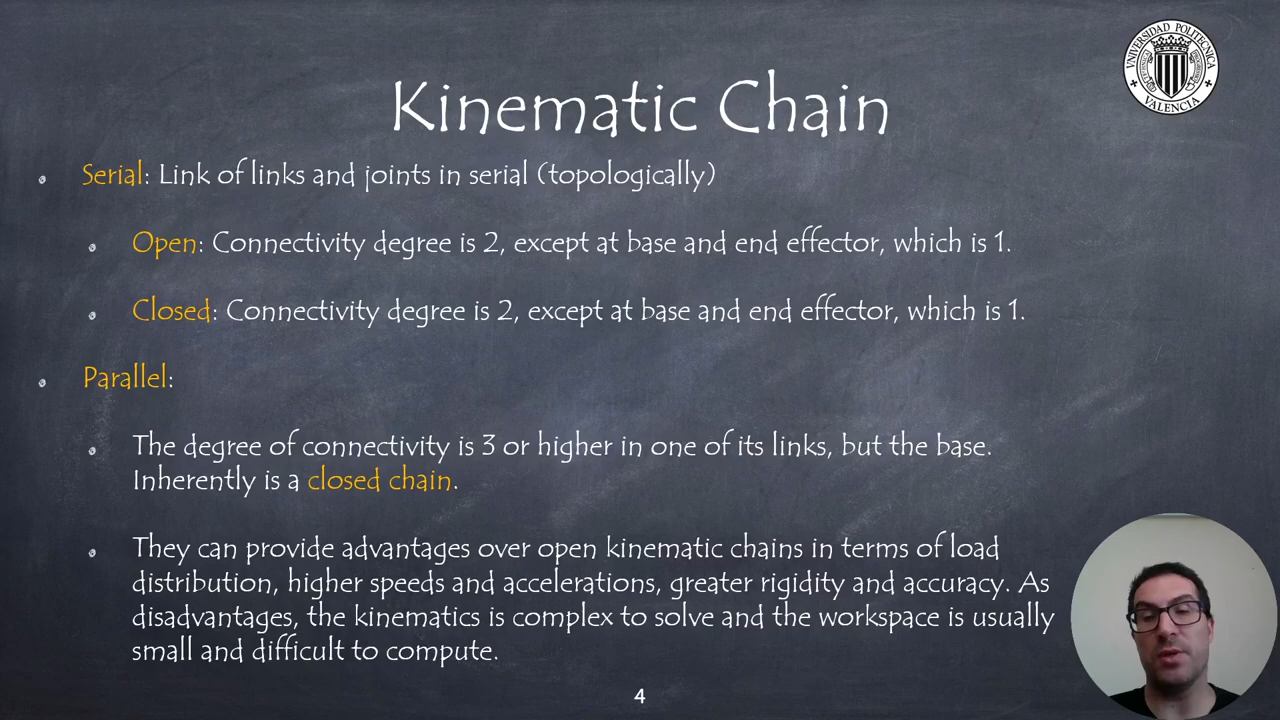 UNIVERSIDAD POLITECNICA
VALENCIA
Kinematic Chain
Serial: Link of links and joints in serial (topologically)
Open: Connectivity degree is 2, except at base and end effector, which is 1.
Closed: Connectivity degree is 2, except at base and end effector, which is 1.
Parallel:
The degree of connectivity is 3 or higher in one of its links, but the base.
Inherently is a closed chain.
They can provide advantages over open kinematic chains in terms of load
distribution, higher speeds and accelerations, greater rigidity and accuracy. As
disadvantages, the kinematics is complex to solve and the workspace is usually
small and difficult to compute.
4